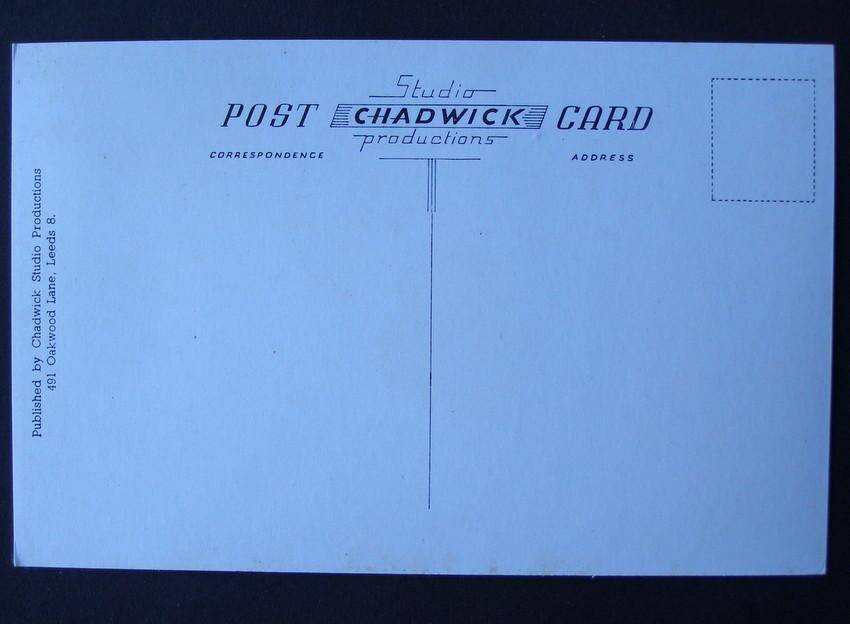 Studio
POST CHADWICK CARD
productions
CORRESPONDENCE ADDRESS
Published by Chadwick Studio Productions
491 Oakwood Lane, Leeds 8.